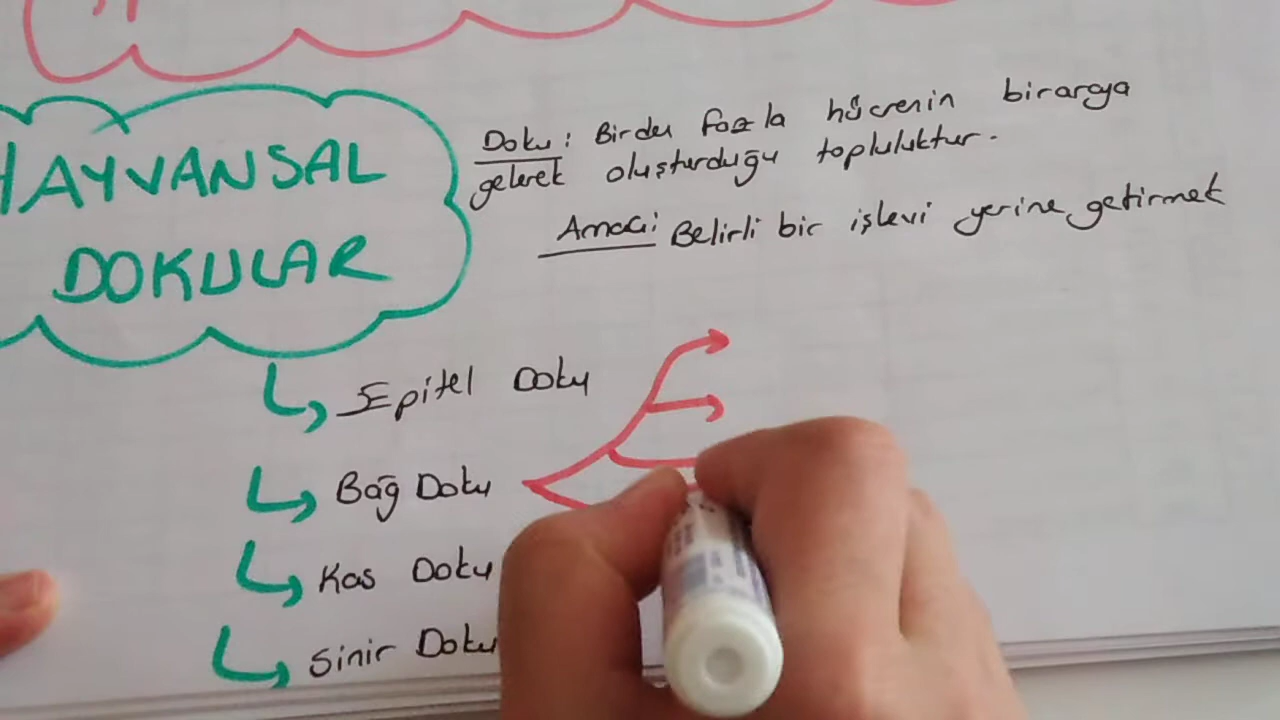 HAYVANSAL
DOKULAR
Doku: Birden fazla hücrenin biraraya
gelerek oluşturduğu topluluktur.
Amacı: Belirli bir işlevi yerine getirmek
Epitel Doku
Bağ Doku
Kas Doku
Sinir Doku